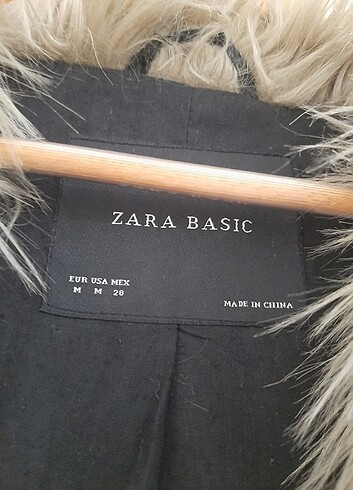 ZARA BASIC
EUR USA MEX
M M 28
MADE IN CHINA